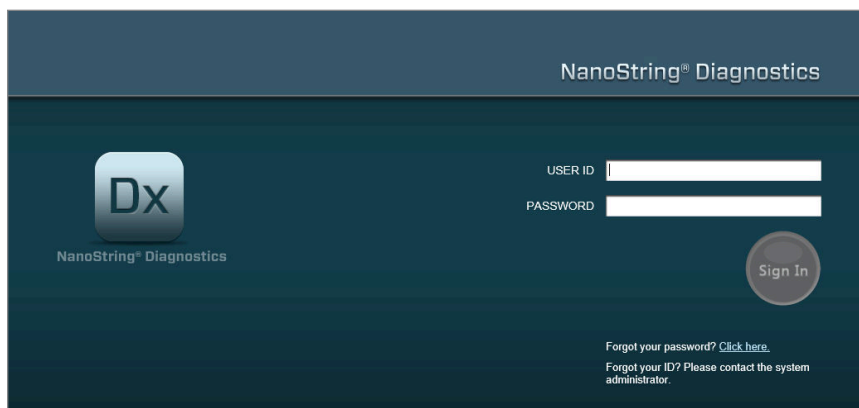 NanoString® Diagnostics
Dx
NanoString® Diagnostics
USER ID
PASSWORD
Sign In
Forgot your password? Click here.
Forgot your ID? Please contact the system
administrator.